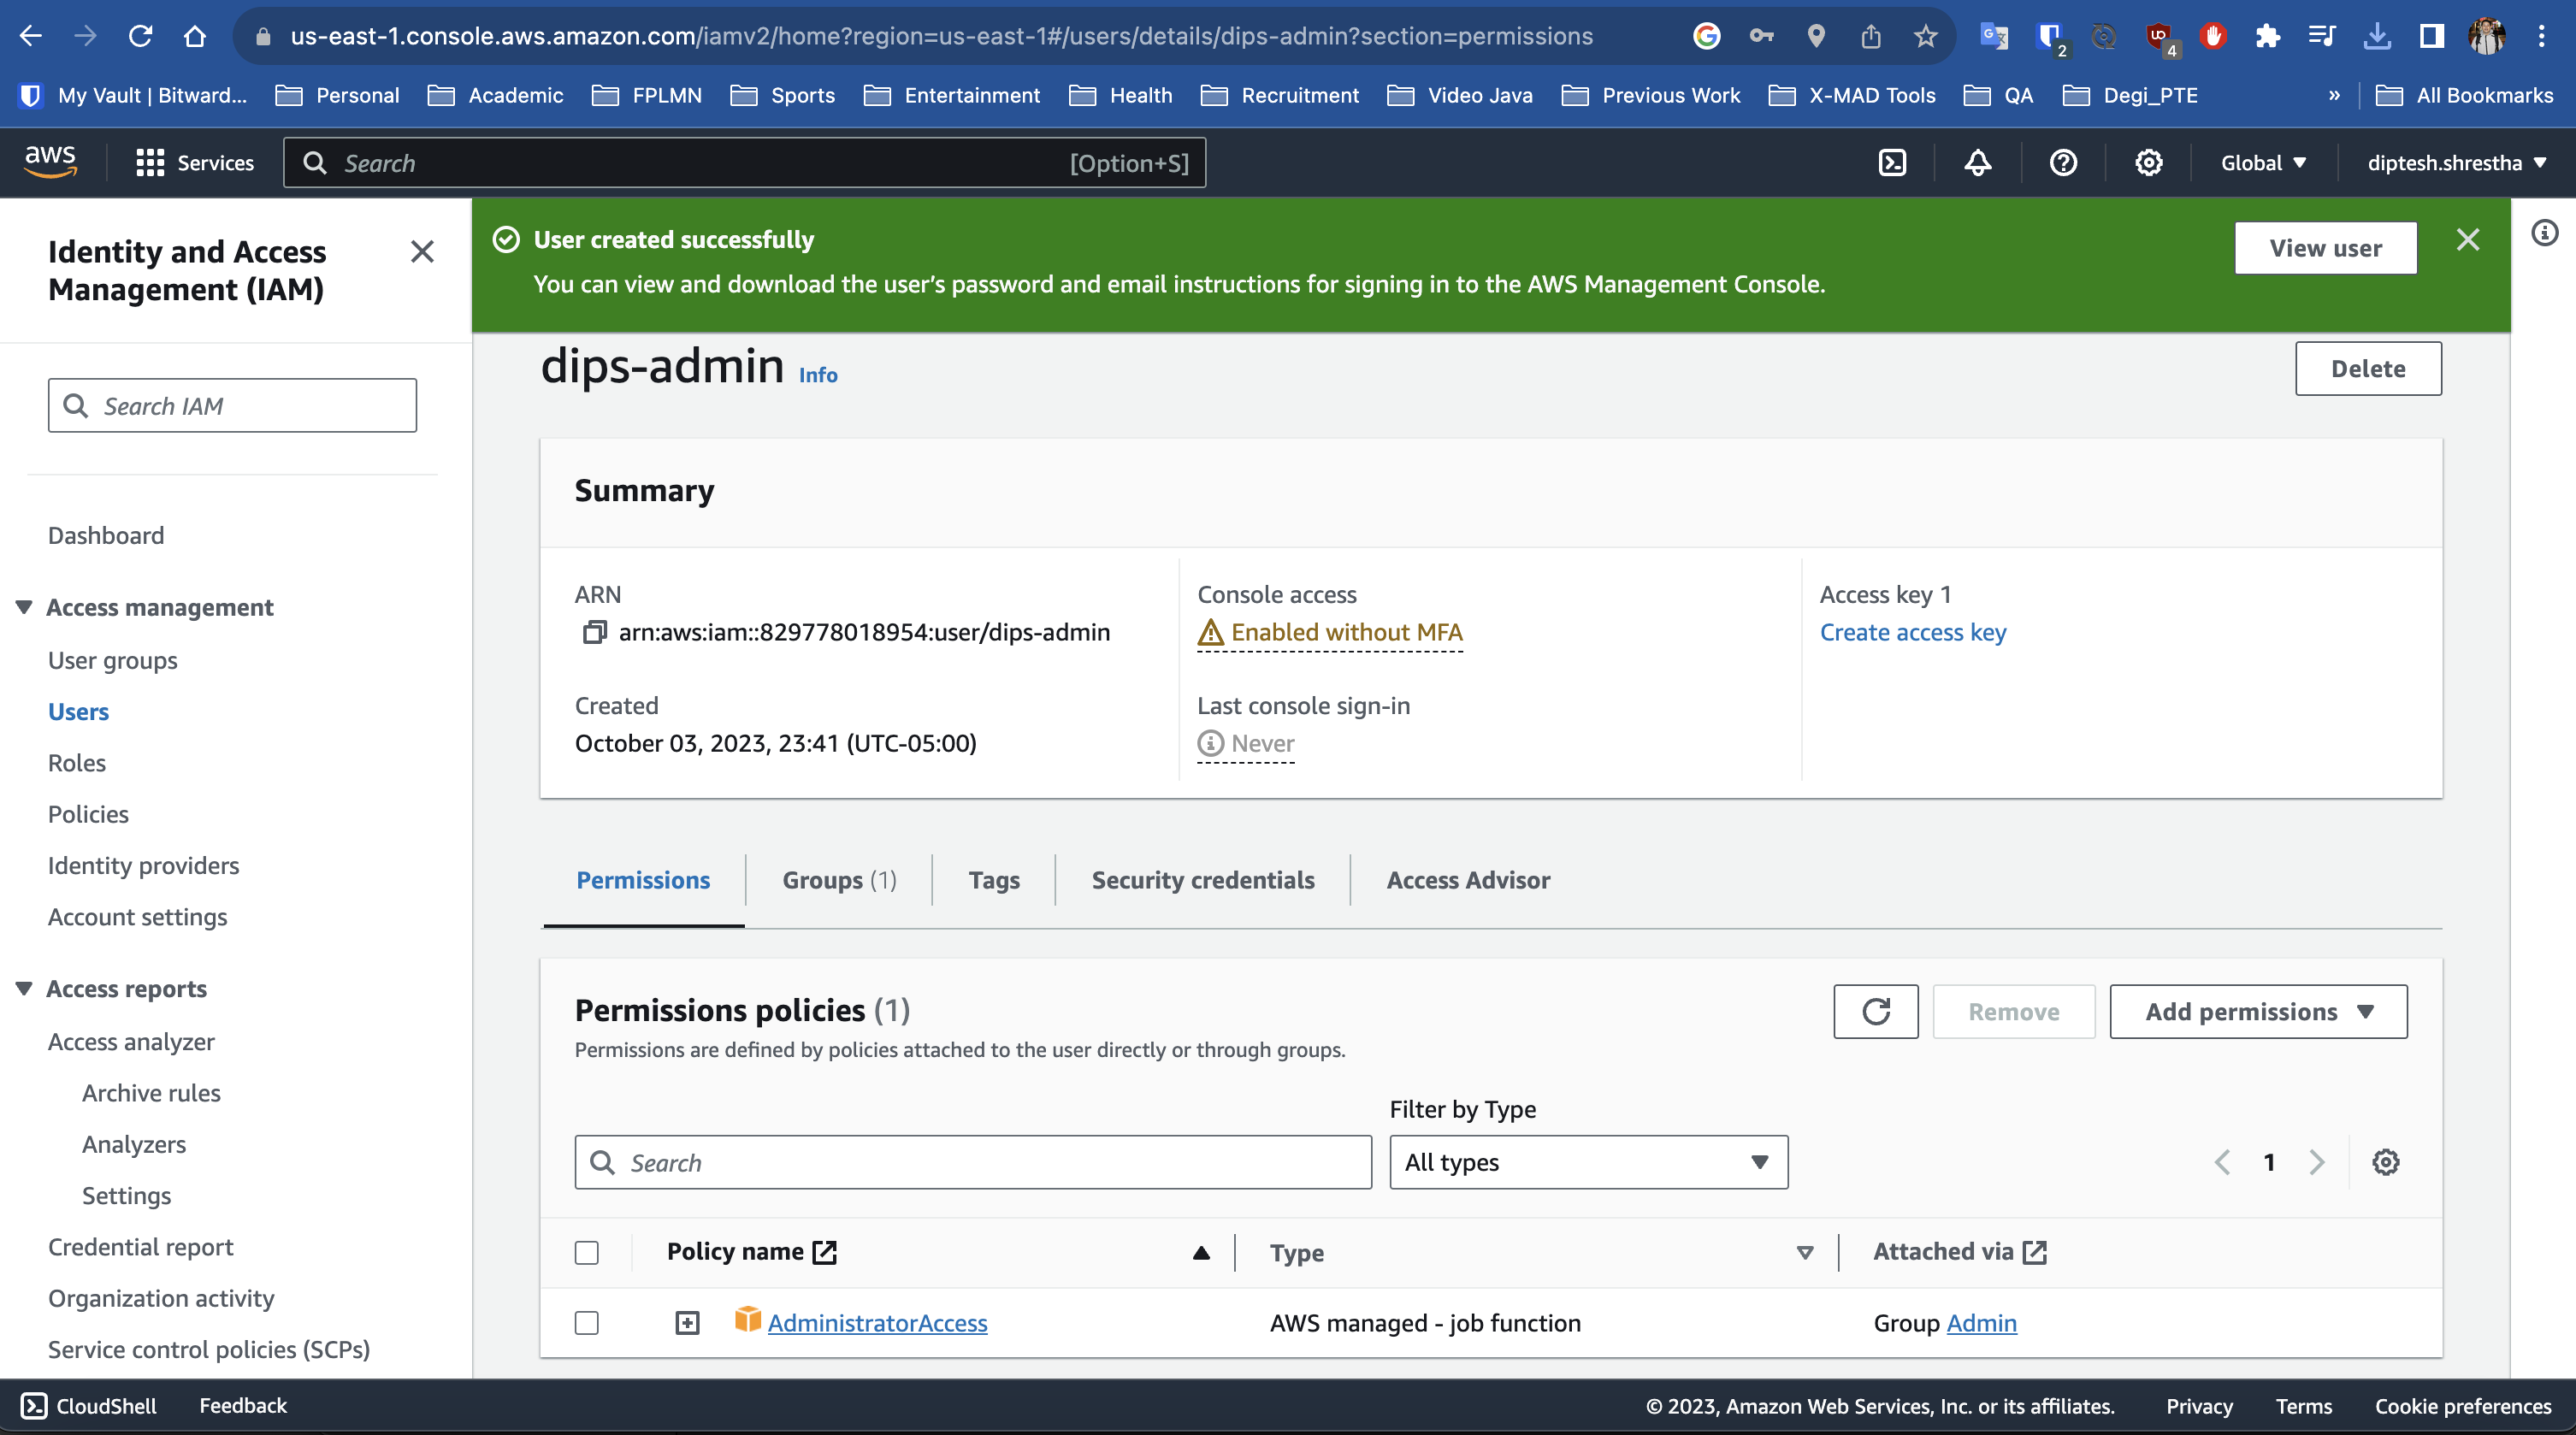 us-east-1.console.aws.amazon.com/iamv2/home?region=us-east-1#/users/details/dips-admin?section=permissions
2
4
My Vault | Bitward... Personal Academic FPLMN Sports Entertainment Health Recruitment Video Java Previous Work X-MAD Tools QA Degi_PTE » All Bookmarks
aws Services Search [Option+S] Global diptesh.shrestha
Identity and Access Management (IAM)
Search IAM
Dashboard
Access management
User groups
Users
Roles
Policies
Identity providers
Account settings
Access reports
Access analyzer
Archive rules
Analyzers
Settings
Credential report
Organization activity
Service control policies (SCPs)
User created successfully
You can view and download the user's password and email instructions for signing in to the AWS Management Console.
View user
dips-admin Info
Delete
Summary
ARN
arn:aws:iam::829778018954:user/dips-admin
Console access
Enabled without MFA
Access key 1
Create access key
Created
October 03, 2023, 23:41 (UTC-05:00)
Last console sign-in
Never
Permissions Groups (1) Tags Security credentials Access Advisor
Permissions policies (1)
Permissions are defined by policies attached to the user directly or through groups.
Remove
Add permissions
Filter by Type
Search
All types
1
Policy name Type Attached via
AdministratorAccess AWS managed - job function Group Admin
CloudShell Feedback © 2023, Amazon Web Services, Inc. or its affiliates. Privacy Terms Cookie preferences